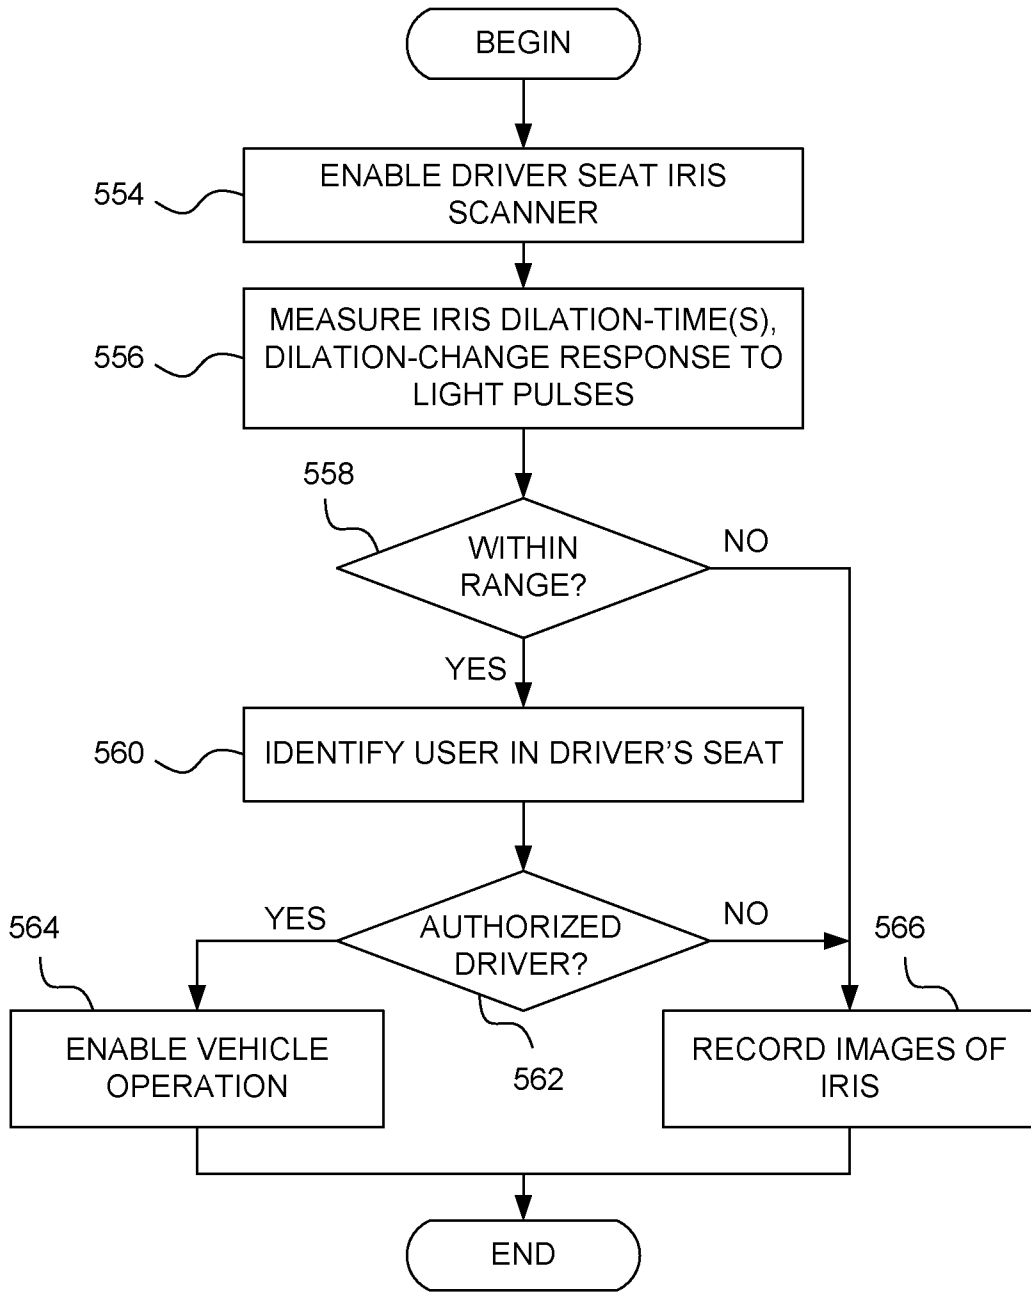 BEGIN
554
ENABLE DRIVER SEAT IRIS
SCANNER
556
MEASURE IRIS DILATION-TIME(S),
DILATION-CHANGE RESPONSE TO
LIGHT PULSES
558
WITHIN
RANGE?
NO
YES
560
IDENTIFY USER IN DRIVER’S SEAT
564
YES
AUTHORIZED
DRIVER?
NO
566
562
ENABLE VEHICLE
OPERATION
RECORD IMAGES OF
IRIS
END